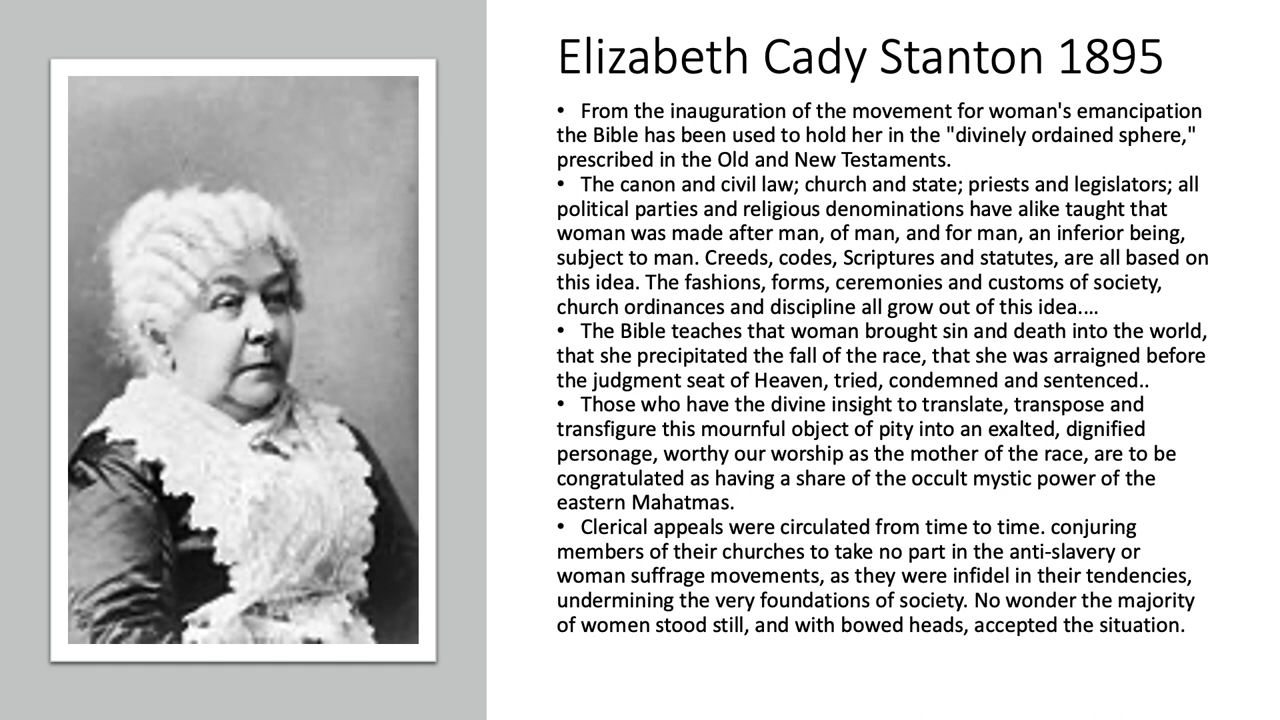 Elizabeth Cady Stanton 1895
• From the inauguration of the movement for woman's emancipation
the Bible has been used to hold her in the "divinely ordained sphere,"
prescribed in the Old and New Testaments.
• The canon and civil law; church and state; priests and legislators; all
political parties and religious denominations have alike taught that
woman was made after man, of man, and for man, an inferior being,
subject to man. Creeds, codes, Scriptures and statutes, are all based on
this idea. The fashions, forms, ceremonies and customs of society,
church ordinances and discipline all grow out of this idea.…
• The Bible teaches that woman brought sin and death into the world,
that she precipitated the fall of the race, that she was arraigned before
the judgment seat of Heaven, tried, condemned and sentenced..
• Those who have the divine insight to translate, transpose and
transfigure this mournful object of pity into an exalted, dignified
personage, worthy our worship as the mother of the race, are to be
congratulated as having a share of the occult mystic power of the
eastern Mahatmas.
• Clerical appeals were circulated from time to time. conjuring
members of their churches to take no part in the anti-slavery or
woman suffrage movements, as they were infidel in their tendencies,
undermining the very foundations of society. No wonder the majority
of women stood still, and with bowed heads, accepted the situation.